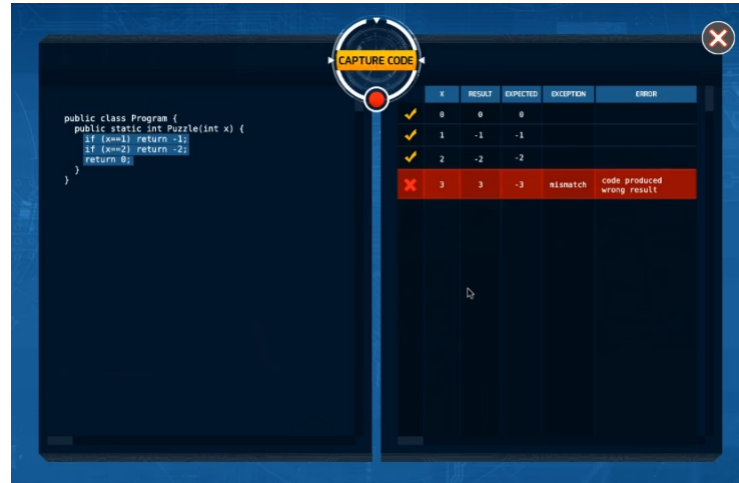 CAPTURE CODE
public class Program {
public static int Puzzle(int x) {
if (x==1) return -1;
if (x==2) return -2;
return 0;
}
}
X RESULT EXPECTED EXCEPTION ERROR
0 0 0
1 -1 -1
2 -2 -2
3 3 -3 mismatch code produced
wrong result